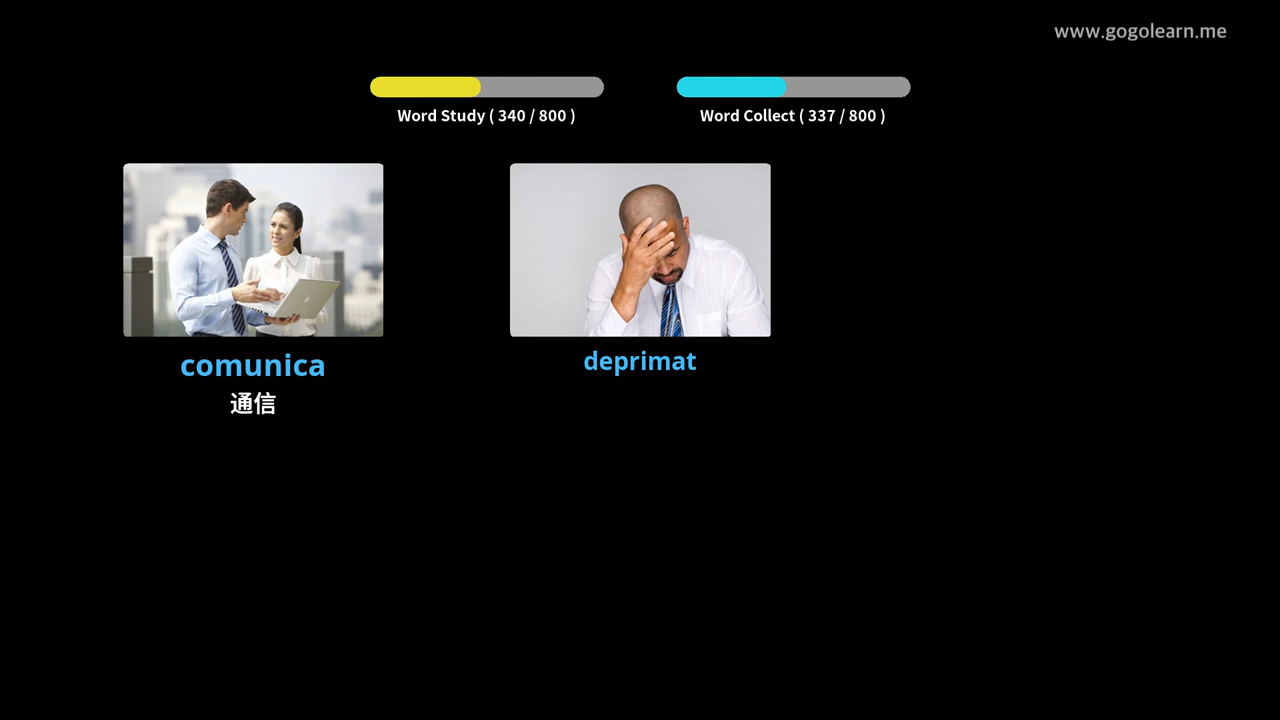 www.gogolearn.me
Word Study ( 340 / 800 )
Word Collect ( 337 / 800 )
comunica
通信
deprimat